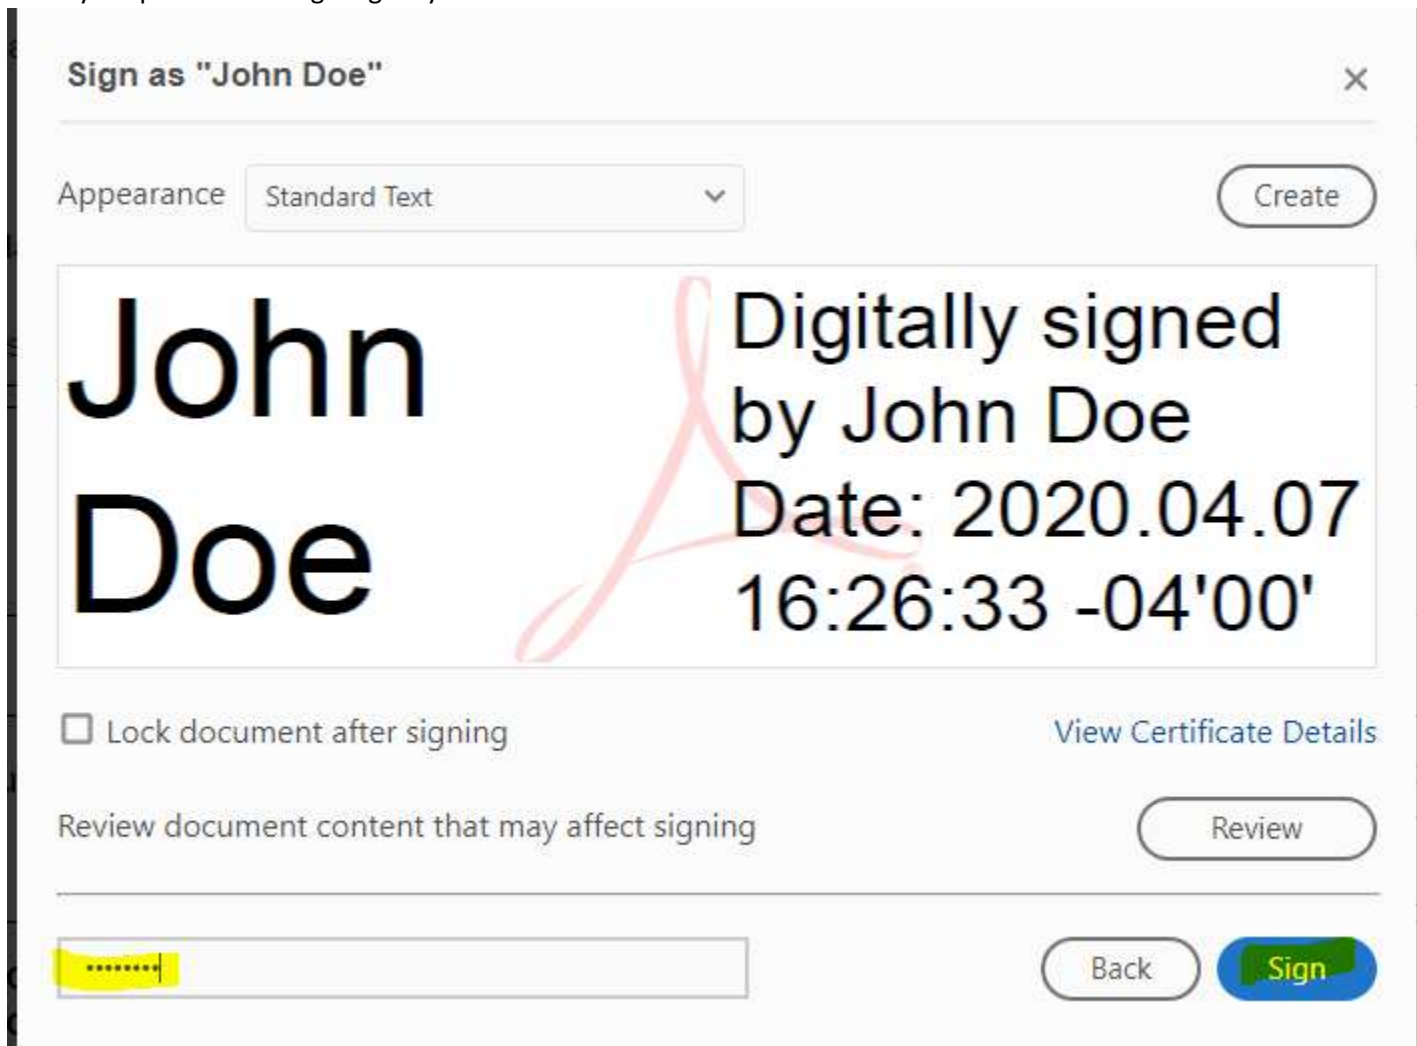 Sign as "John Doe"
Appearance
Standard Text
Create
John
Doe
Digitally signed
by John Doe
Date: 2020.04.07
16:26:33 -04'00'
Lock document after signing
View Certificate Details
Review document content that may affect signing
Review
••••••••
Back
Sign